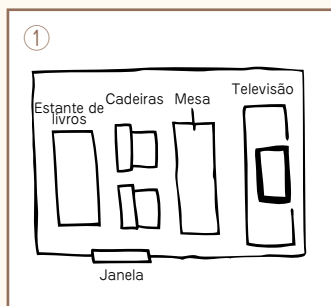 1
Televisão
Cadeiras Mesa
Estante de
livros
Janela